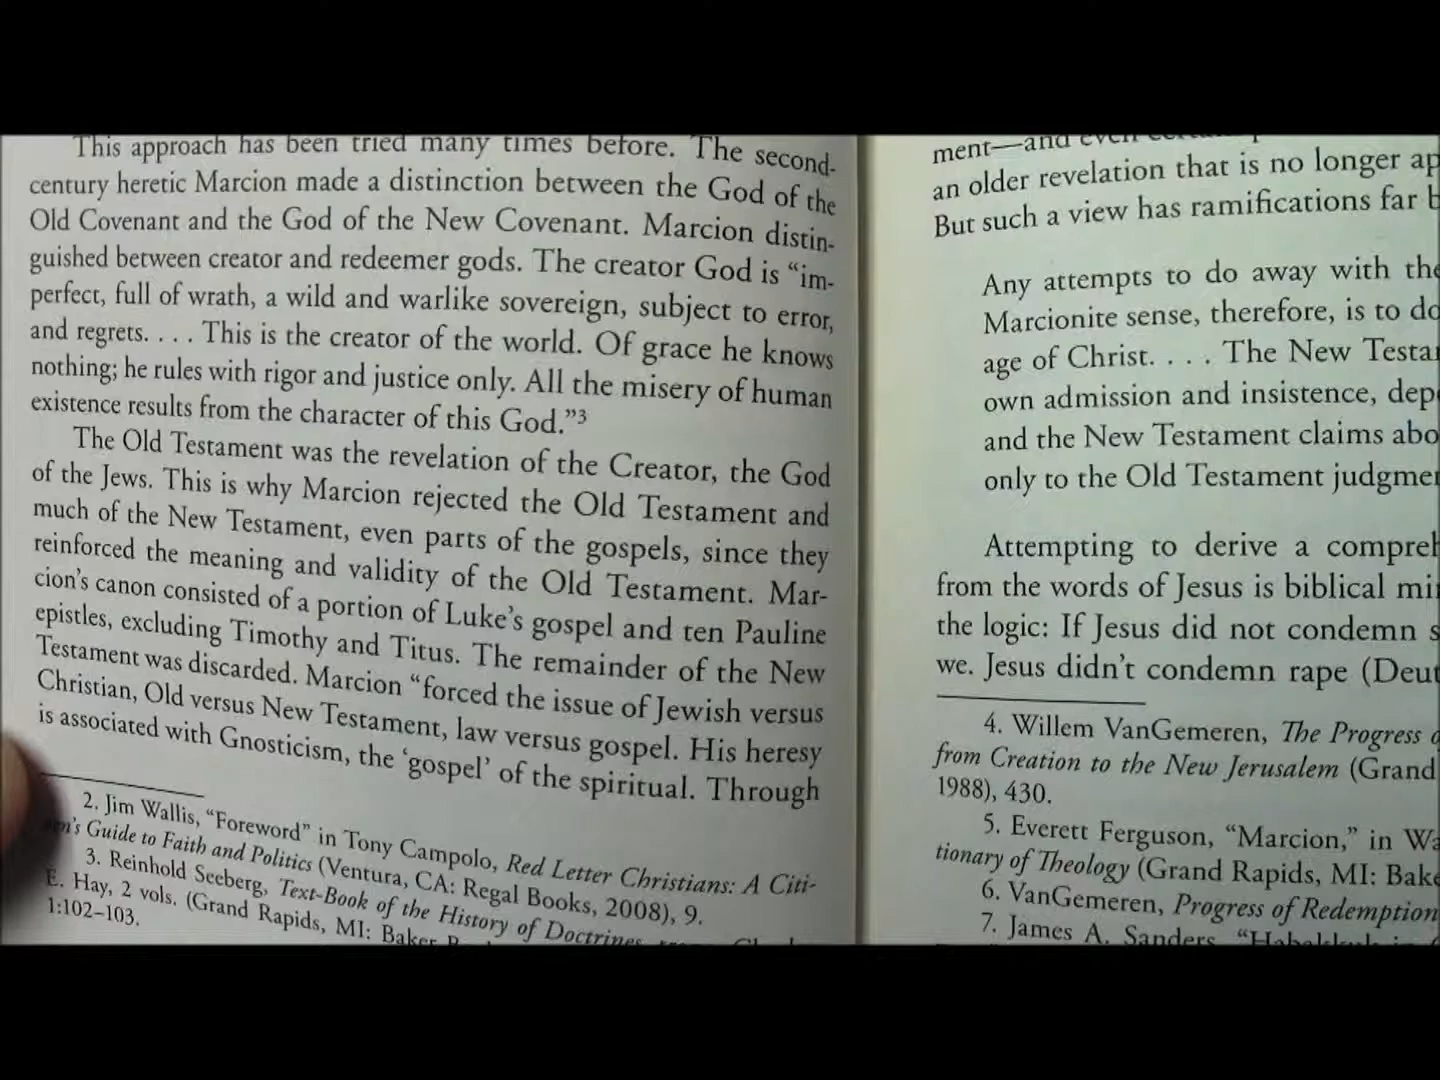 This approach has been tried many times before. The second-
century heretic Marcion made a distinction between the God of the
Old Covenant and the God of the New Covenant. Marcion distin-
guished between creator and redeemer gods. The creator God is “im-
perfect, full of wrath, a wild and warlike sovereign, subject to error,
and regrets. . . . This is the creator of the world. Of grace he knows
nothing; he rules with rigor and justice only. All the misery of human
existence results from the character of this God.”3
The Old Testament was the revelation of the Creator, the God
of the Jews. This is why Marcion rejected the Old Testament and
much of the New Testament, even parts of the gospels, since they
reinforced the meaning and validity of the Old Testament. Mar-
cion’s canon consisted of a portion of Luke’s gospel and ten Pauline
epistles, excluding Timothy and Titus. The remainder of the New
Testament was discarded. Marcion “forced the issue of Jewish versus
Christian, Old versus New Testament, law versus gospel. His heresy
is associated with Gnosticism, the ‘gospel’ of the spiritual. Through
2. Jim Wallis, “Foreword” in Tony Campolo, Red Letter Christians: A Citi-
Guide to Faith and Politics (Ventura, CA: Regal Books, 2008), 9.
3. Reinhold Seeberg, Text-Book of the History of Doctrines,
E. Hay, 2 vols. (Grand Rapids, MI: Baker
1:102–103.
ment—and even
an older revelation that is no longer ap
But such a view has ramifications far b
Any attempts to do away with the
Marcionite sense, therefore, is to do
age of Christ. . . . The New Testa
own admission and insistence, dep
and the New Testament claims abo
only to the Old Testament judgme
Attempting to derive a compreh
from the words of Jesus is biblical mi
the logic: If Jesus did not condemn s
we. Jesus didn’t condemn rape (Deut
4. Willem VanGemeren, The Progress o
from Creation to the New Jerusalem (Grand
1988), 430.
5. Everett Ferguson, “Marcion,” in Wa
tionary of Theology (Grand Rapids, MI: Bake
6. VanGemeren, Progress of Redemption
7. James A. Sanders, “Habakkuk in